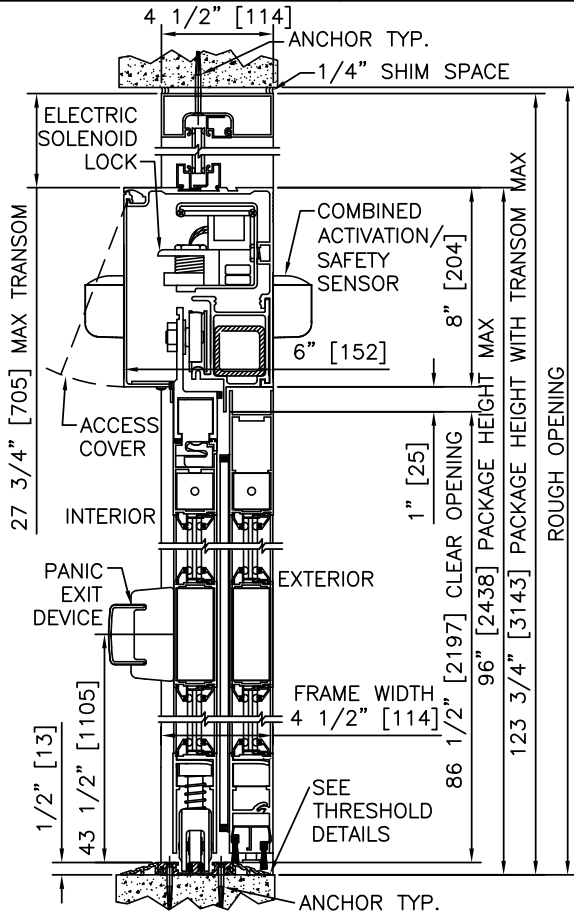 4 1/2" [114]
ANCHOR TYP.
1/4" SHIM SPACE
ELECTRIC
SOLENOID
LOCK
COMBINED
ACTIVATION/
SAFETY
SENSOR
27 3/4" [705] MAX TRANSOM
8" [204]
6" [152]
ACCESS
COVER
1" [25]
INTERIOR
EXTERIOR
PANIC
EXIT
DEVICE
FRAME WIDTH
4 1/2" [114]
1/2" [13]
43 1/2" [1105]
86 1/2" [2197] CLEAR OPENING
96" [2438] PACKAGE HEIGHT MAX
123 3/4" [3143] PACKAGE HEIGHT WITH TRANSOM MAX
ROUGH OPENING
SEE
THRESHOLD
DETAILS
ANCHOR TYP.